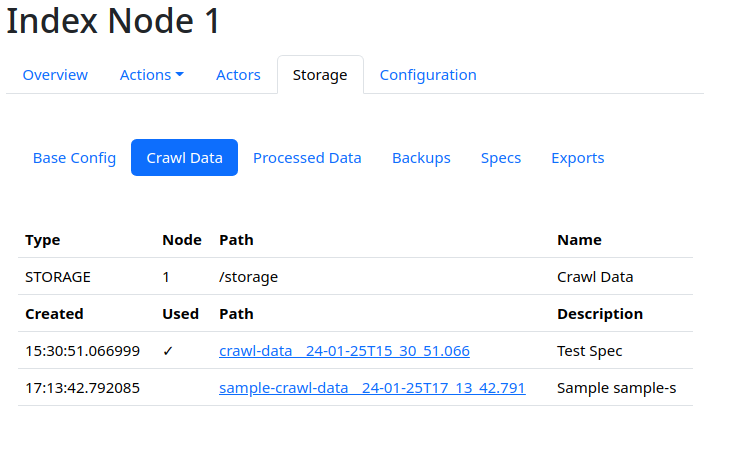 Index Node 1
Overview Actions Actors Storage Configuration
Base Config Crawl Data Processed Data Backups Specs Exports
Type Node Path Name
STORAGE 1 /storage Crawl Data
Created Used Path Description
15:30:51.066999 ✓ crawl-data__24-01-25T15_30_51.066 Test Spec
17:13:42.792085 sample-crawl-data__24-01-25T17_13_42.791 Sample sample-s